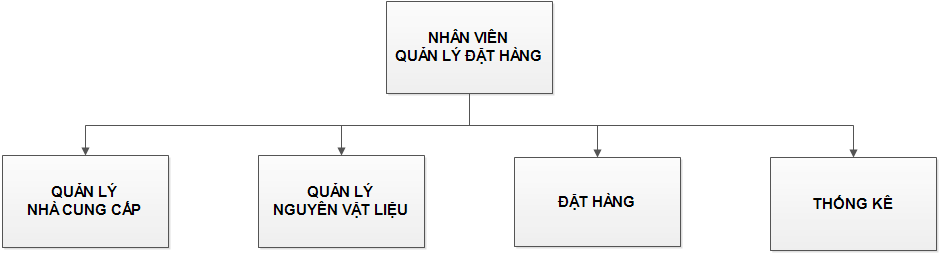 NHÂN VIÊN
QUẢN LÝ ĐẶT HÀNG
QUẢN LÝ
NHÀ CUNG CẤP
QUẢN LÝ
NGUYÊN VẬT LIỆU
ĐẶT HÀNG
THỐNG KÊ